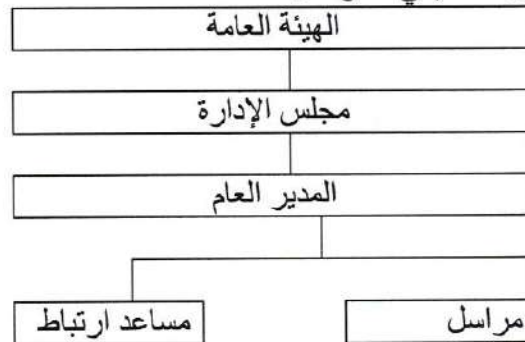 الهيئة العامة
مجلس الإدارة
المدير العام
مراسل
مساعد ارتباط